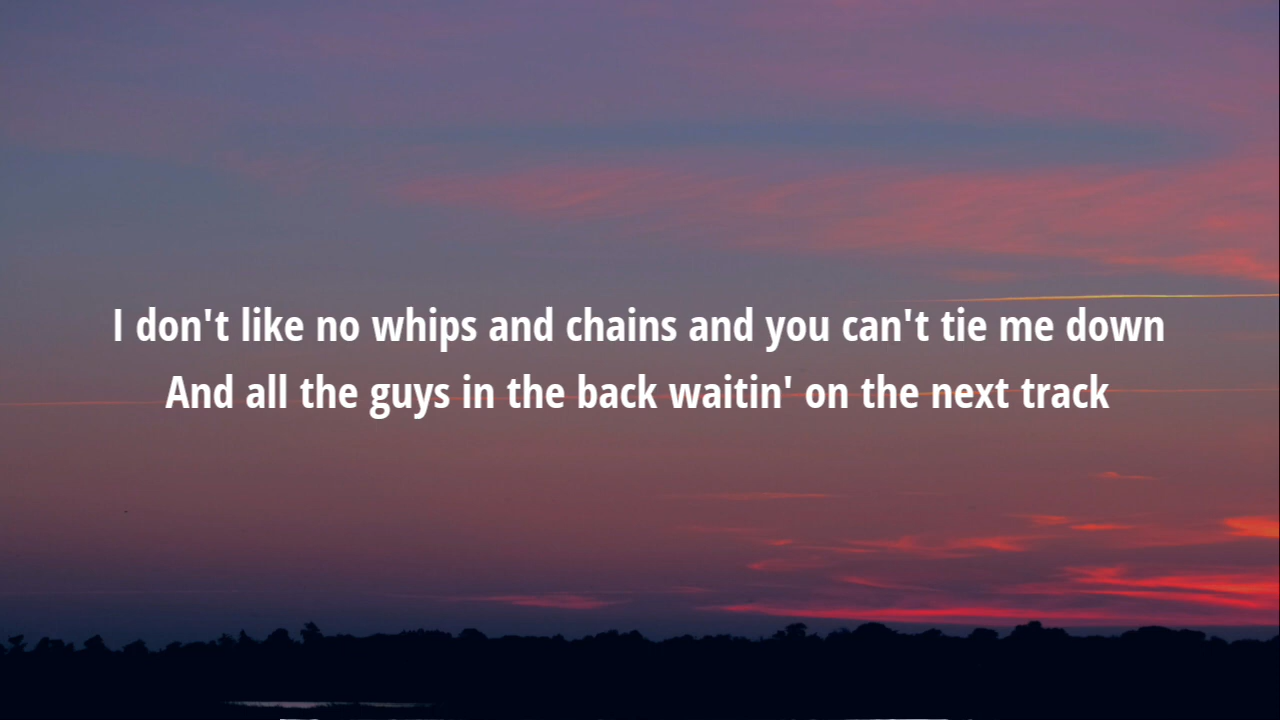 I don't like no whips and chains and you can't tie me down
And all the guys in the back waitin' on the next track